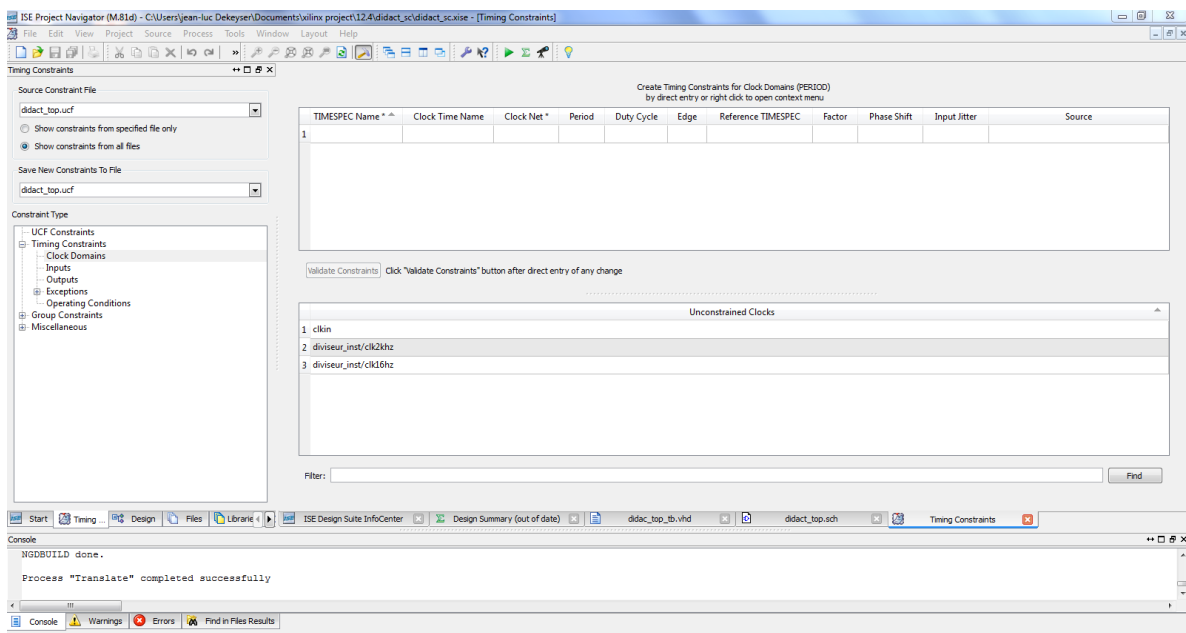 ISE Project Navigator (M.81d) - C:\Users\jean-luc Dekeyser\Documents\xilinx project\12.4\didact_sc\didact_sc.xise - [Timing Constraints]
File Edit View Project Source Process Tools Window Layout Help
Timing Constraints
Source Constraint File
didact_top.ucf
Show constraints from specified file only
Show constraints from all files
Save New Constraints To File
didact_top.ucf
Constraint Type
UCF Constraints
Timing Constraints
Clock Domains
Inputs
Outputs
Exceptions
Operating Conditions
Group Constraints
Miscellaneous
Create Timing Constraints for Clock Domains (PERIOD)
by direct entry or right click to open context menu
TIMESPEC Name * Clock Time Name Clock Net * Period Duty Cycle Edge Reference TIMESPEC Factor Phase Shift Input Jitter Source
1
Validate Constraints Click "Validate Constraints" button after direct entry of any change
Unconstrained Clocks
1 clkin
2 diviseur_inst/clk2khz
3 diviseur_inst/clk16hz
Filter: Find
Start Timing ... Design Files Librarie
ISE Design Suite InfoCenter Design Summary (out of date) didac_top_tb.vhd didact_top.sch Timing Constraints
Console
NGDBUILD done.
Process "Translate" completed successfully
Console Warnings Errors Find in Files Results